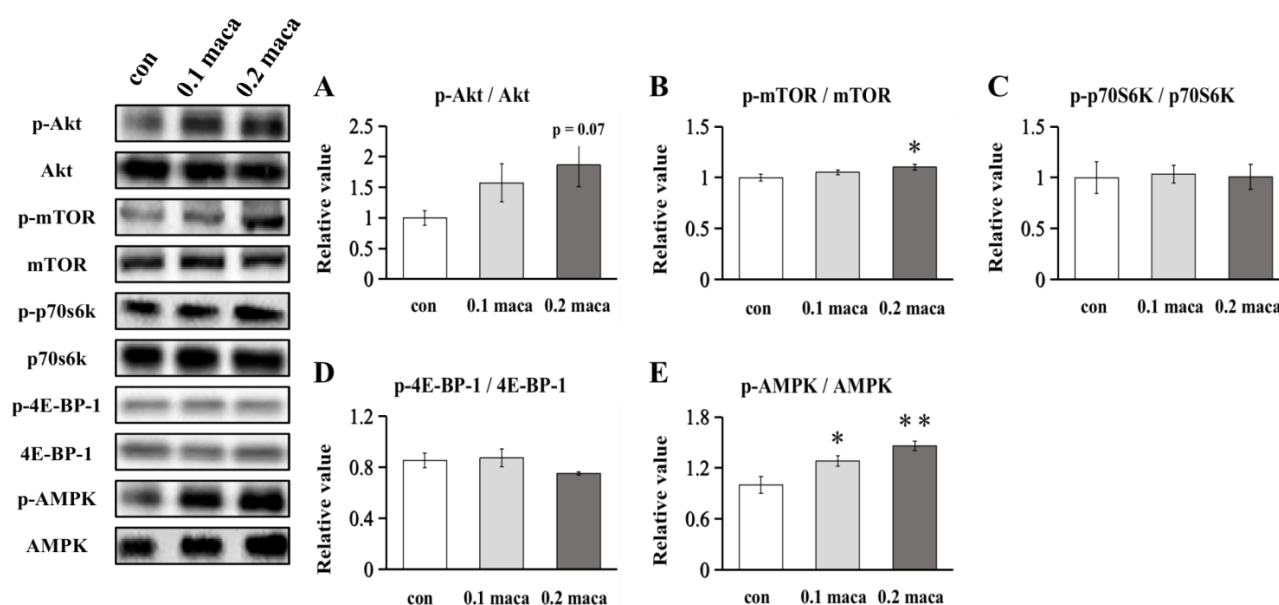 con
0.1 maca
0.2 maca
p-Akt
Akt
p-mTOR
mTOR
p-p70s6k
p70s6k
p-4E-BP-1
4E-BP-1
p-AMPK
AMPK
A
p-Akt / Akt
Relative value
2.5
2
1.5
1
0.5
0
p = 0.07
con
0.1 maca
0.2 maca
B
p-mTOR / mTOR
Relative value
1.5
1
0.5
0
*
con
0.1 maca
0.2 maca
C
p-p70S6K / p70S6K
Relative value
1.5
1
0.5
0
con
0.1 maca
0.2 maca
D
p-4E-BP-1 / 4E-BP-1
Relative value
1.2
0.8
0.4
0
con
0.1 maca
0.2 maca
E
p-AMPK / AMPK
Relative value
1.8
1.2
0.6
0
*
**
con
0.1 maca
0.2 maca